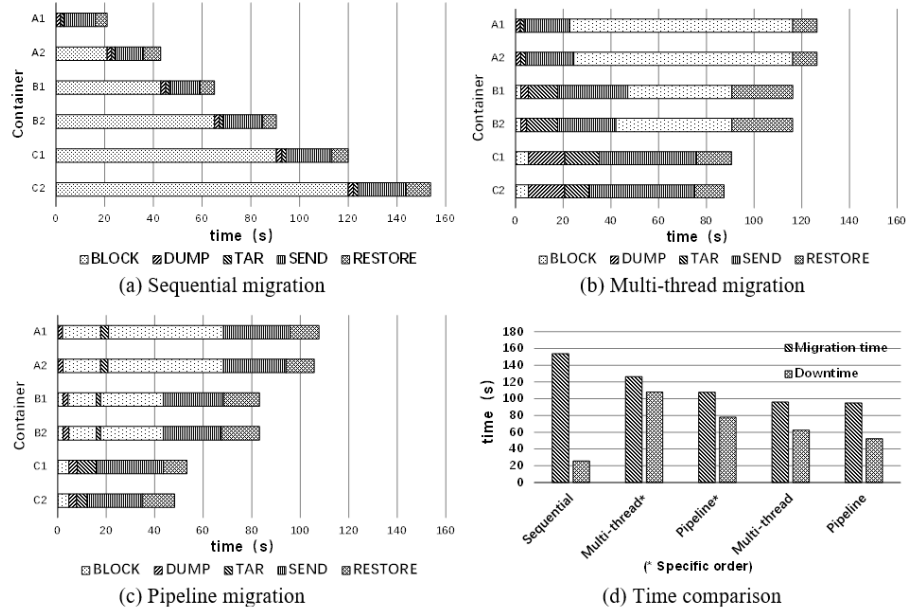 A1
A2
B1
B2
C1
C2
Container
0 20 40 60 80 100 120 140 160
time (s)
BLOCK DUMP TAR SEND RESTORE
(a) Sequential migration
A1
A2
B1
B2
C1
C2
Container
0 20 40 60 80 100 120 140 160
time (s)
BLOCK DUMP TAR SEND RESTORE
(b) Multi-thread migration
A1
A2
B1
B2
C1
C2
Container
0 20 40 60 80 100 120 140 160
time (s)
BLOCK DUMP TAR SEND RESTORE
(c) Pipeline migration
180
160
140
120
100
80
60
40
20
0
time (s)
Migration time
Downtime
Sequential
Multi-thread*
Pipeline*
Multi-thread
Pipeline
(* Specific order)
(d) Time comparison